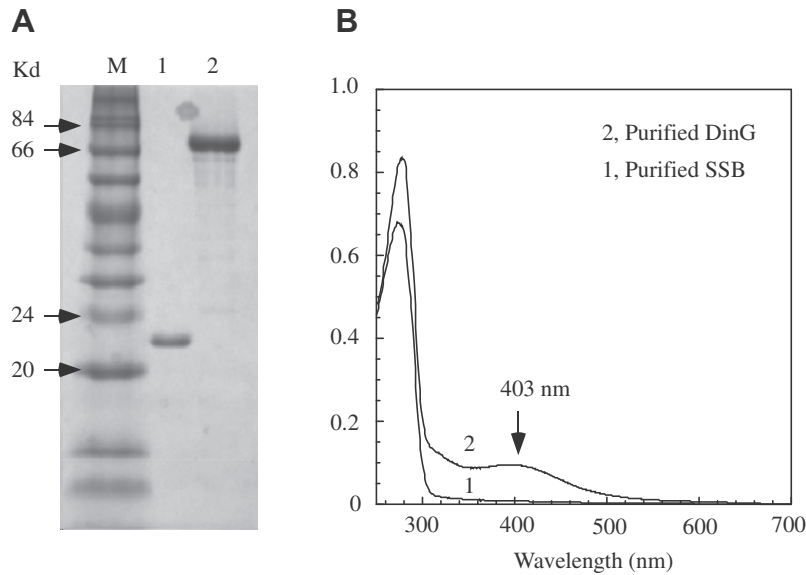 A
Kd M 1 2
84
66
24
20
B
1.0
0.8
0.6
0.4
0.2
0
2, Purified DinG
1, Purified SSB
403 nm
2
1
300 400 500 600 700
Wavelength (nm)